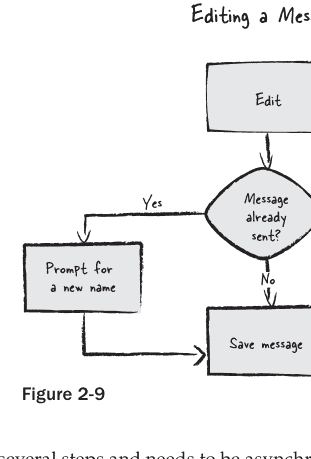 Editing a Mes
Edit
Message
already
sent?
Yes
No
Prompt for
a new name
Save message
Figure 2-9
several steps and needs to be asynchr